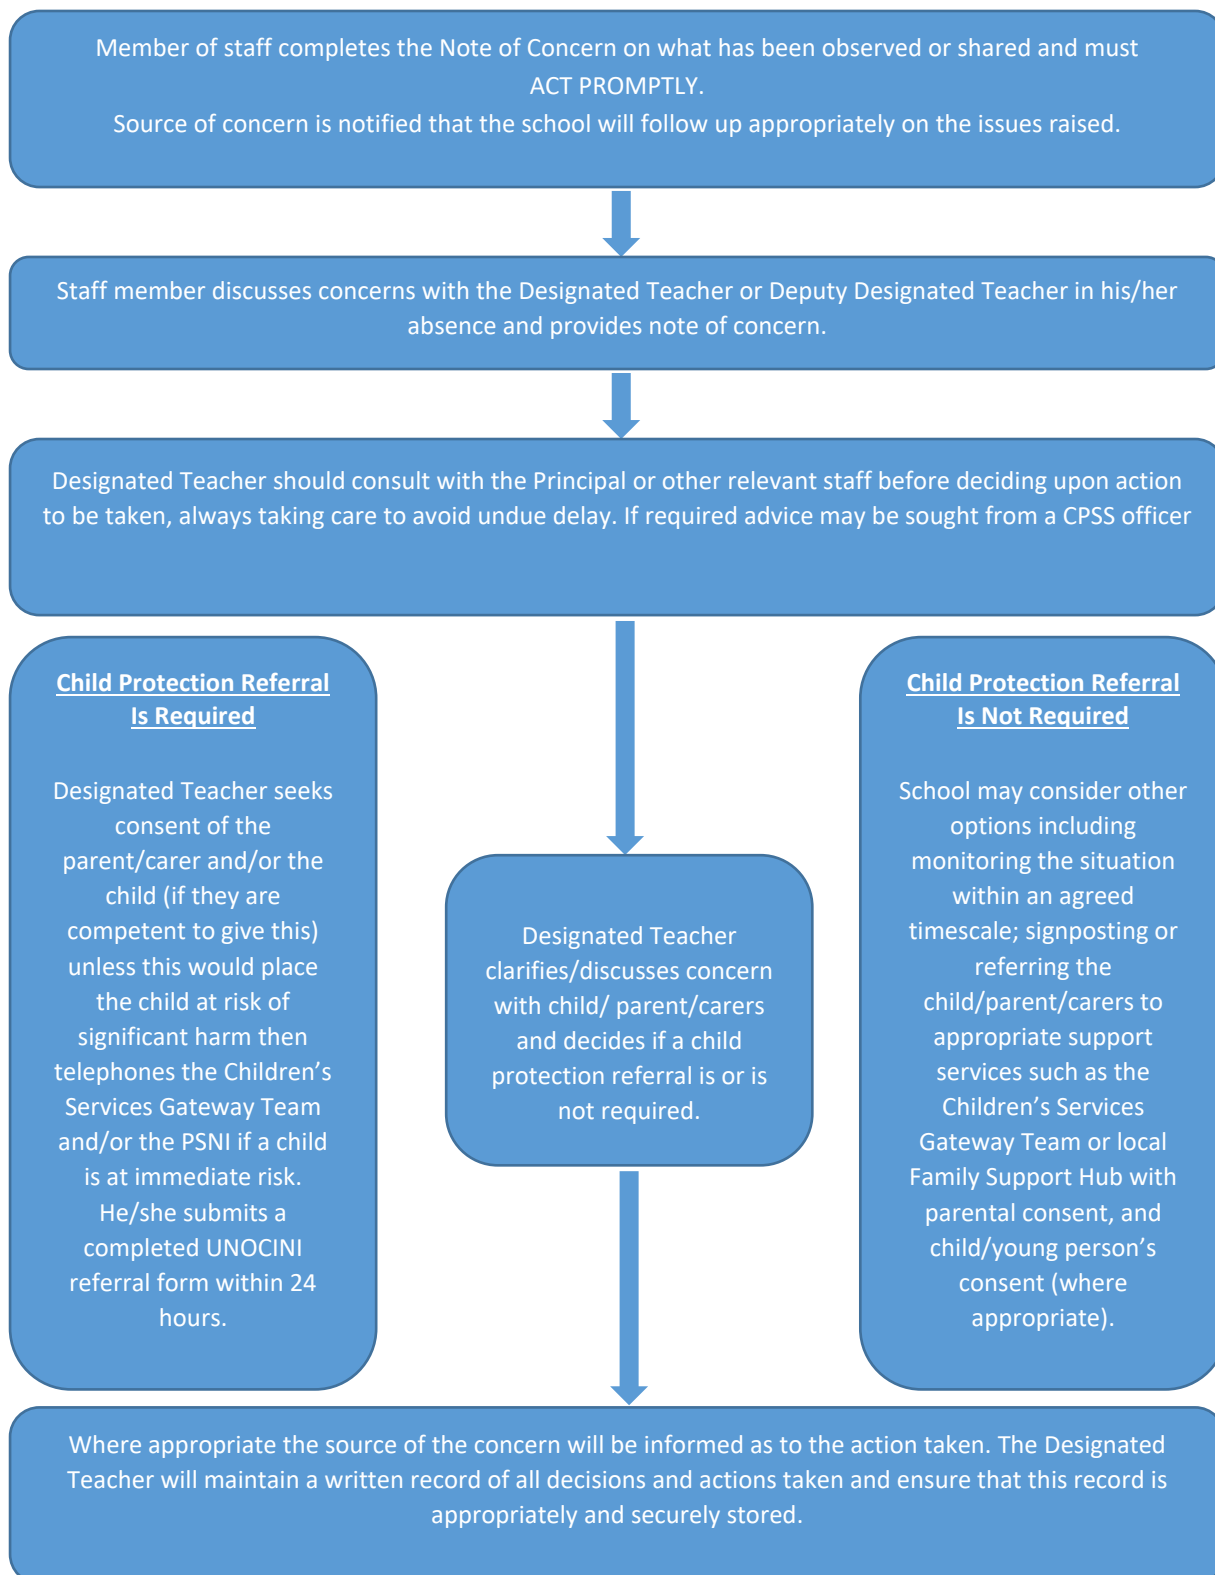 Member of staff completes the Note of Concern on what has been observed or shared and must
ACT PROMPTLY.
Source of concern is notified that the school will follow up appropriately on the issues raised.
Staff member discusses concerns with the Designated Teacher or Deputy Designated Teacher in his/her
absence and provides note of concern.
Designated Teacher should consult with the Principal or other relevant staff before deciding upon action
to be taken, always taking care to avoid undue delay. If required advice may be sought from a CPSS officer
Child Protection Referral
Is Required
Designated Teacher seeks
consent of the
parent/carer and/or the
child (if they are
competent to give this)
unless this would place
the child at risk of
significant harm then
telephones the Children’s
Services Gateway Team
and/or the PSNI if a child
is at immediate risk.
He/she submits a
completed UNOCINI
referral form within 24
hours.
Designated Teacher
clarifies/discusses concern
with child/ parent/carers
and decides if a child
protection referral is or is
not required.
Child Protection Referral
Is Not Required
School may consider other
options including
monitoring the situation
within an agreed
timescale; signposting or
referring the
child/parent/carers to
appropriate support
services such as the
Children’s Services
Gateway Team or local
Family Support Hub with
parental consent, and
child/young person’s
consent (where
appropriate).
Where appropriate the source of the concern will be informed as to the action taken. The Designated
Teacher will maintain a written record of all decisions and actions taken and ensure that this record is
appropriately and securely stored.